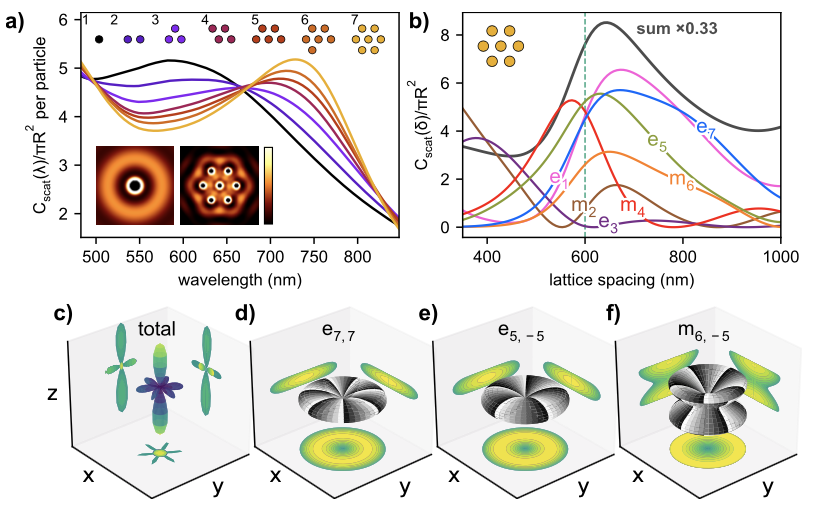 a)
1 2 3 4 5 6 7
6
5
4
3
2
C_scat(λ)/πR² per particle
500 550 600 650 700 750 800
wavelength (nm)
b)
sum ×0.33
8
6
4
2
0
C_scat(δ)/πR²
e₁
m₂
e₃
m₄
e₅
m₆
e₇
400 600 800 1000
lattice spacing (nm)
c)
total
z
x
y
d)
e₇,₇
x
y
e)
e₅,₋₅
x
y
f)
m₆,₋₅
x
y